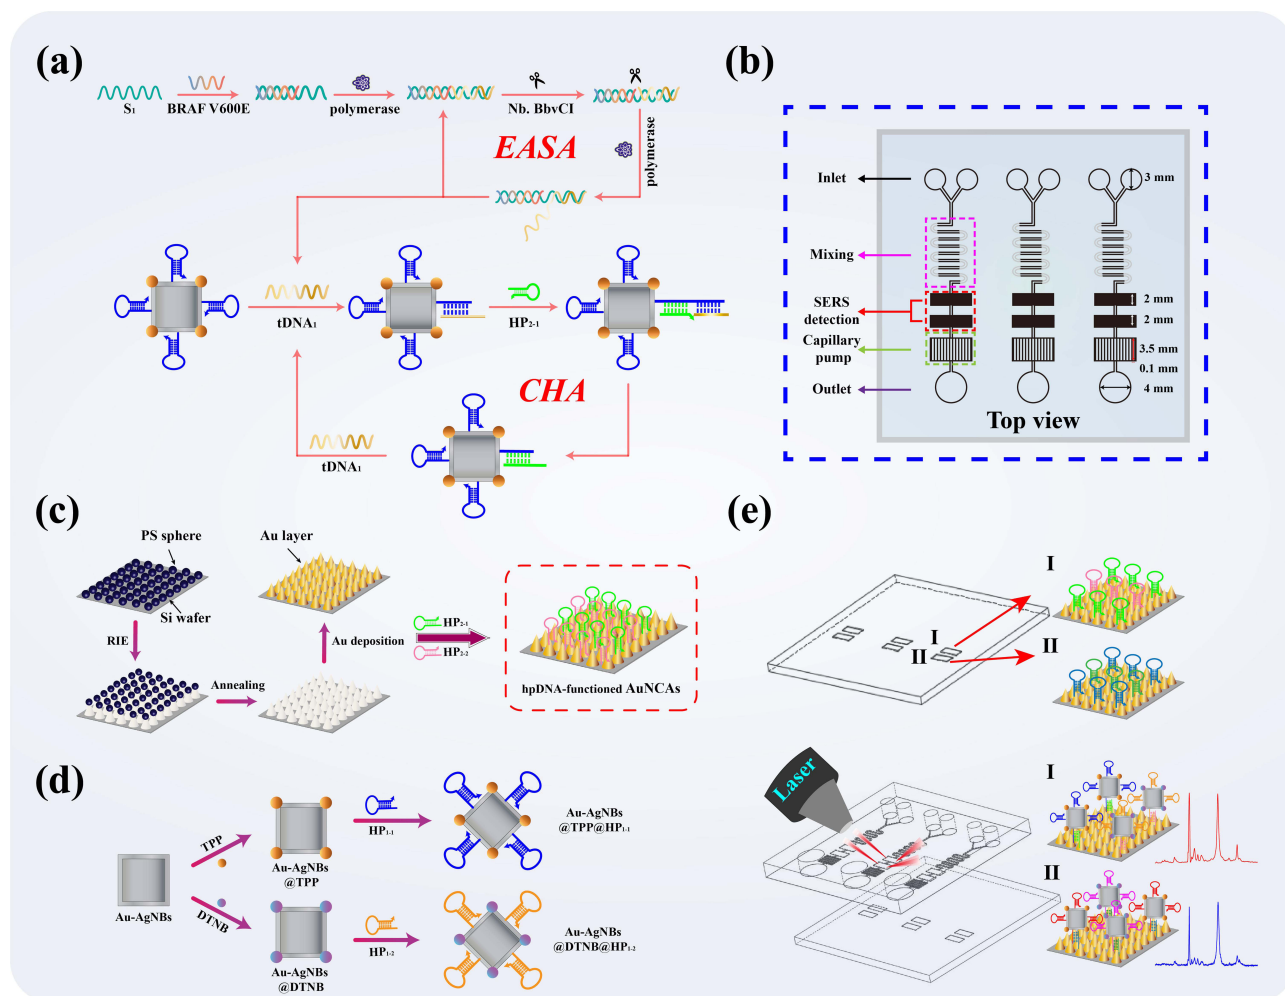 (a)
S1
BRAF V600E
polymerase
Nb. BbvCI
EASA
polymerase
tDNA1
HP2-1
CHA
tDNA1
(b)
Inlet
3 mm
Mixing
SERS
detection
2 mm
2 mm
Capillary
pump
3.5 mm
0.1 mm
Outlet
4 mm
Top view
(c)
PS sphere
Au layer
Si wafer
RIE
Au deposition
HP2-1
HP2-2
Annealing
hpDNA-functioned AuNCAs
(d)
TPP
HP1-1
Au-AgNBs
@TPP@HP1-1
Au-AgNBs
@TPP
Au-AgNBs
DTNB
HP1-2
Au-AgNBs
@DTNB@HP1-2
Au-AgNBs
@DTNB
(e)
I
I
II
II
Laser
I
II